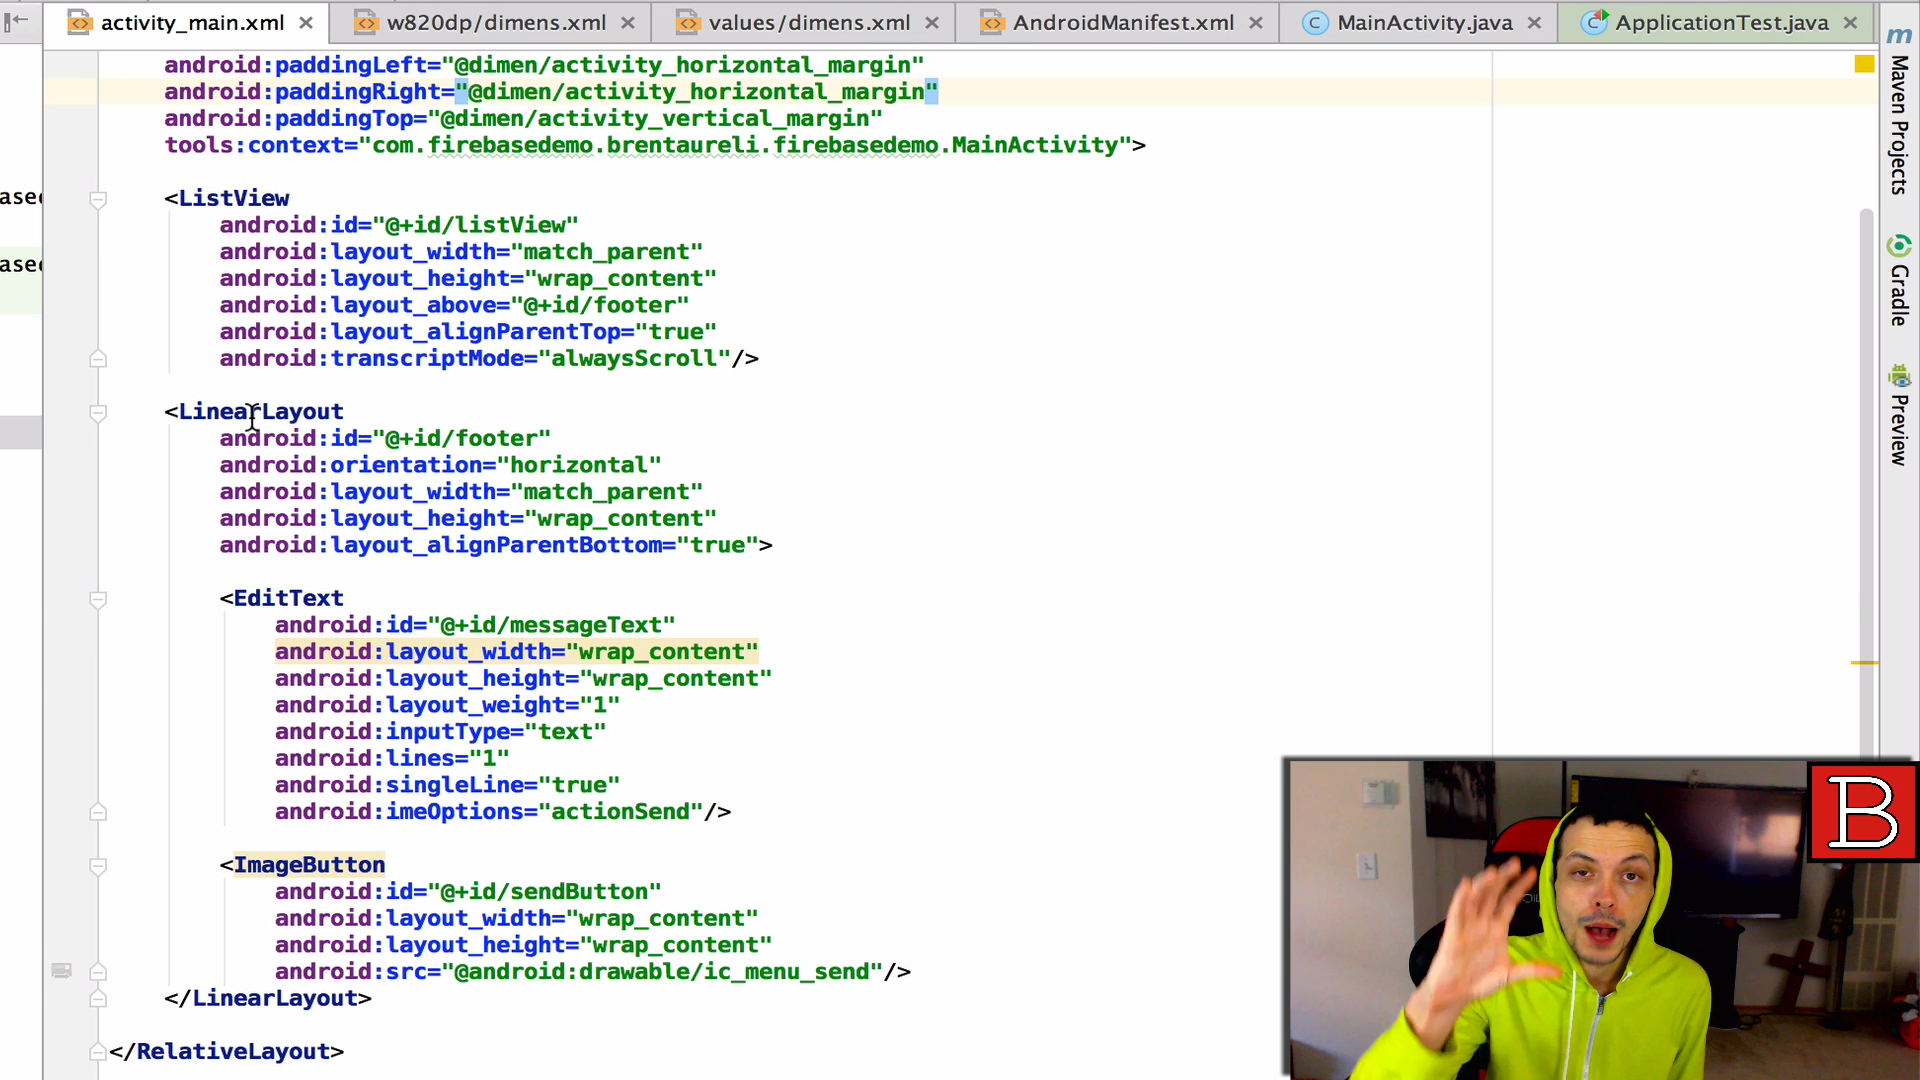 activity_main.xml
w820dp/dimens.xml
values/dimens.xml
AndroidManifest.xml
MainActivity.java
ApplicationTest.java
android:paddingLeft="@dimen/activity_horizontal_margin"
android:paddingRight="@dimen/activity_horizontal_margin"
android:paddingTop="@dimen/activity_vertical_margin"
tools:context="com.firebasedemo.brentaureli.firebasedemo.MainActivity">
<ListView
android:id="@+id/listView"
android:layout_width="match_parent"
android:layout_height="wrap_content"
android:layout_above="@+id/footer"
android:layout_alignParentTop="true"
android:transcriptMode="alwaysScroll"/>
<LinearLayout
android:id="@+id/footer"
android:orientation="horizontal"
android:layout_width="match_parent"
android:layout_height="wrap_content"
android:layout_alignParentBottom="true">
<EditText
android:id="@+id/messageText"
android:layout_width="wrap_content"
android:layout_height="wrap_content"
android:layout_weight="1"
android:inputType="text"
android:lines="1"
android:singleLine="true"
android:imeOptions="actionSend"/>
<ImageButton
android:id="@+id/sendButton"
android:layout_width="wrap_content"
android:layout_height="wrap_content"
android:src="@android:drawable/ic_menu_send"/>
</LinearLayout>
</RelativeLayout>
ased
ased
Maven Projects
Gradle
Preview
B